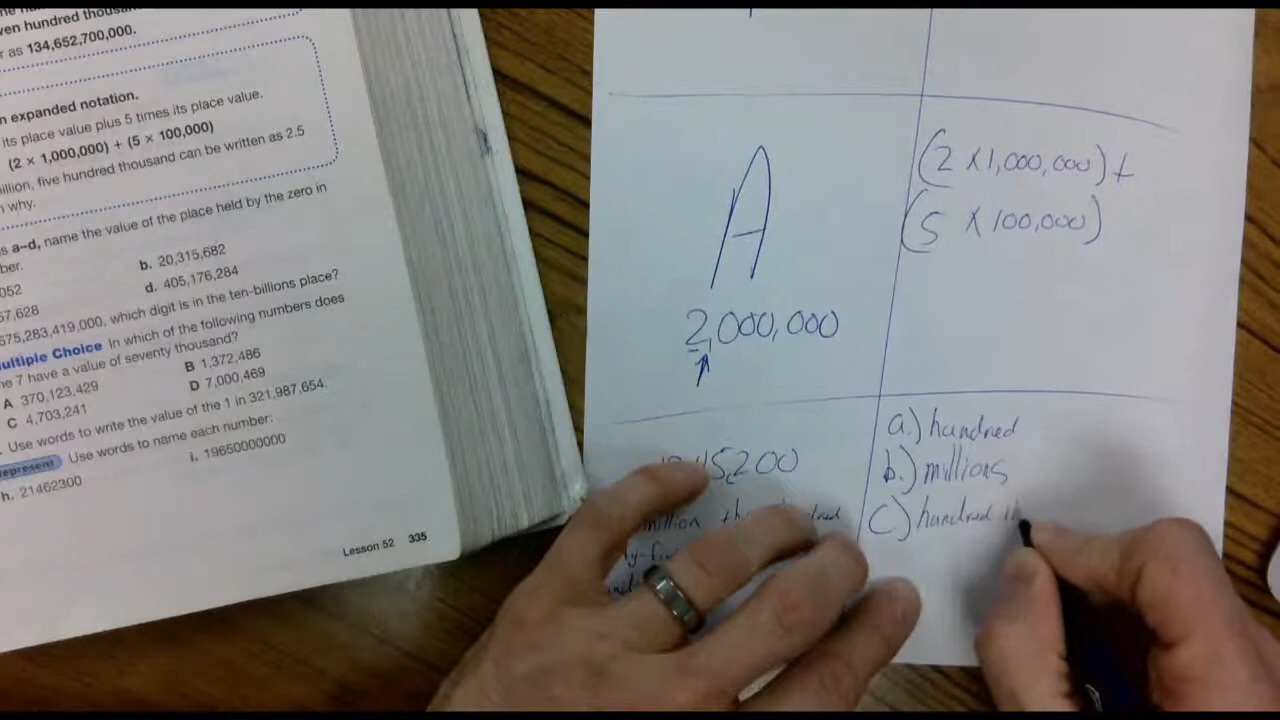 ven hundred thousand
r as 134,652,700,000.
n expanded notation.
its place value plus 5 times its place value.
(2 × 1,000,000) + (5 × 100,000)
illion, five hundred thousand can be written as 2.5
n why.
s a–d, name the value of the place held by the zero in
ber.
052
b. 20,315,682
57,628
d. 405,176,284
675,283,419,000, which digit is in the ten-billions place?
ultiple Choice In which of the following numbers does
he 7 have a value of seventy thousand?
A 370,123,429
B 1,372,486
C 4,703,241
D 7,000,469
Use words to write the value of the 1 in 321,987,654.
epresent Use words to name each number:
h. 21462300
i. 19650000000
Lesson 52 335
A
2,000,000
(2 X 1,000,000) +
(5 X 100,000)
45,200
million
hundred
a.) hundred
b.) millions
c) hundred